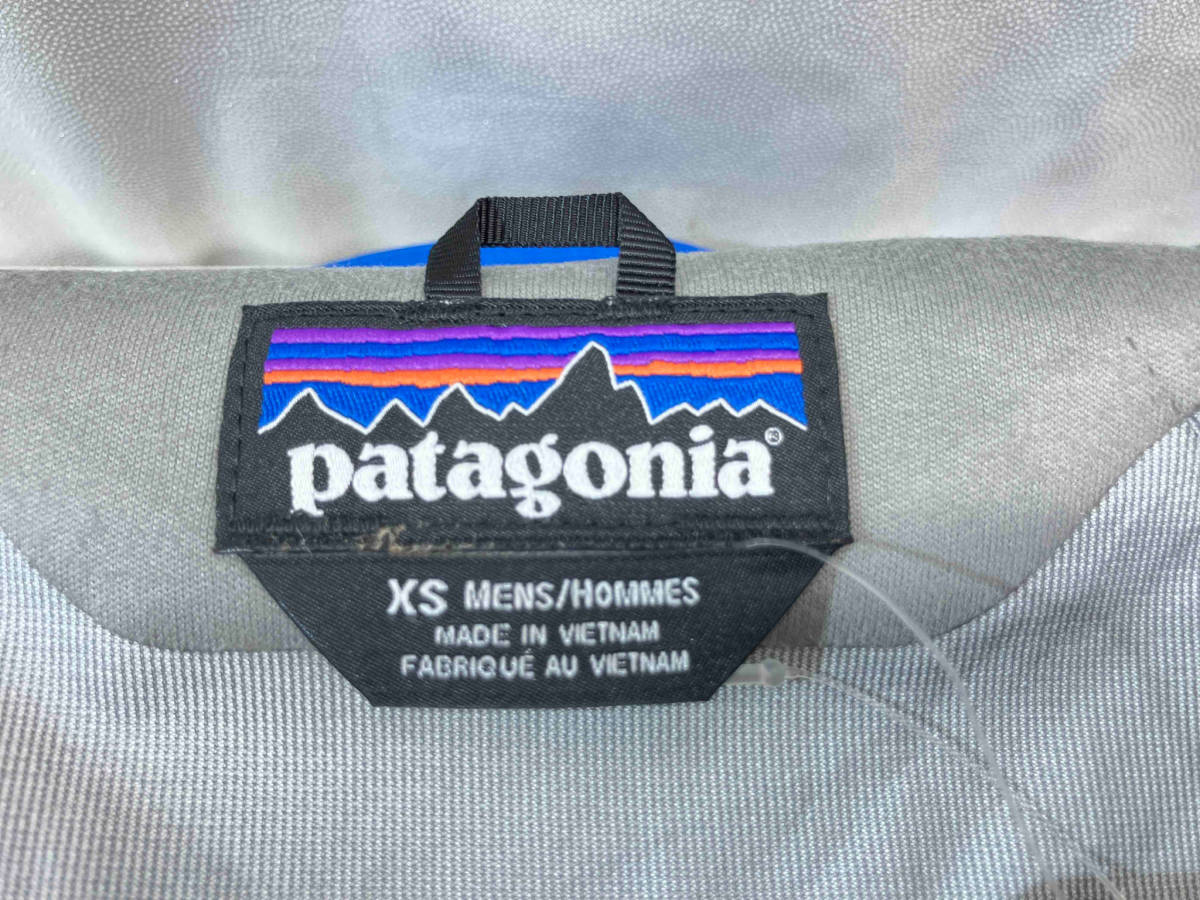 patagonia®
XS MENS/HOMMES
MADE IN VIETNAM
FABRIQUÉ AU VIETNAM